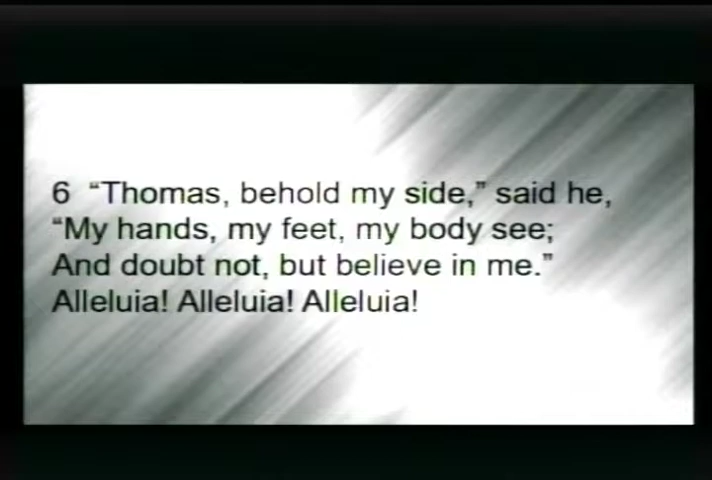 6 “Thomas, behold my side,” said he,
“My hands, my feet, my body see;
And doubt not, but believe in me.”
Alleluia! Alleluia! Alleluia!